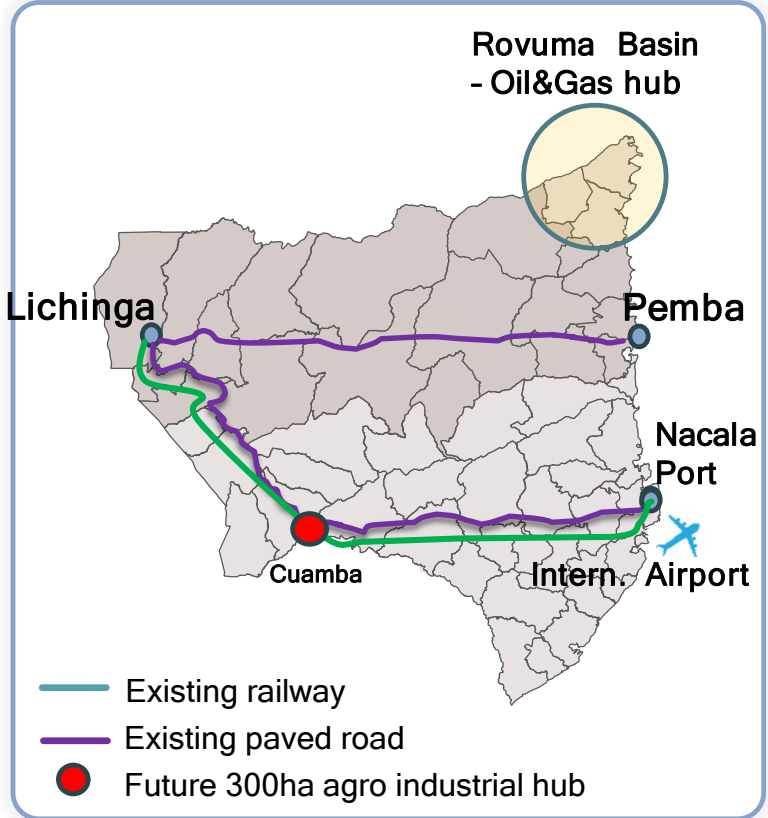 Rovuma Basin
- Oil&Gas hub
Lichinga
Pemba
Nacala
Port
Cuamba
Intern. Airport
Existing railway
Existing paved road
Future 300ha agro industrial hub